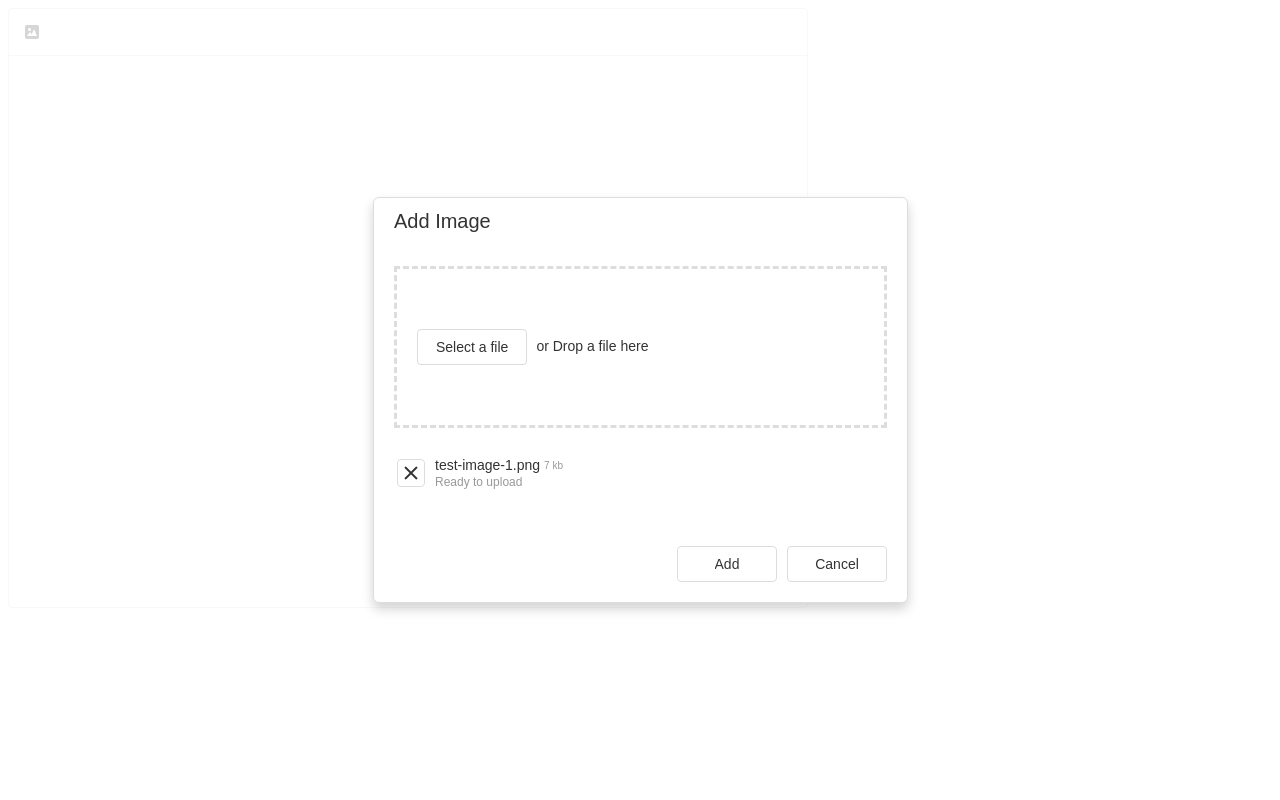 Add Image
Select a file or Drop a file here
test-image-1.png 7 kb
Ready to upload
Add Cancel